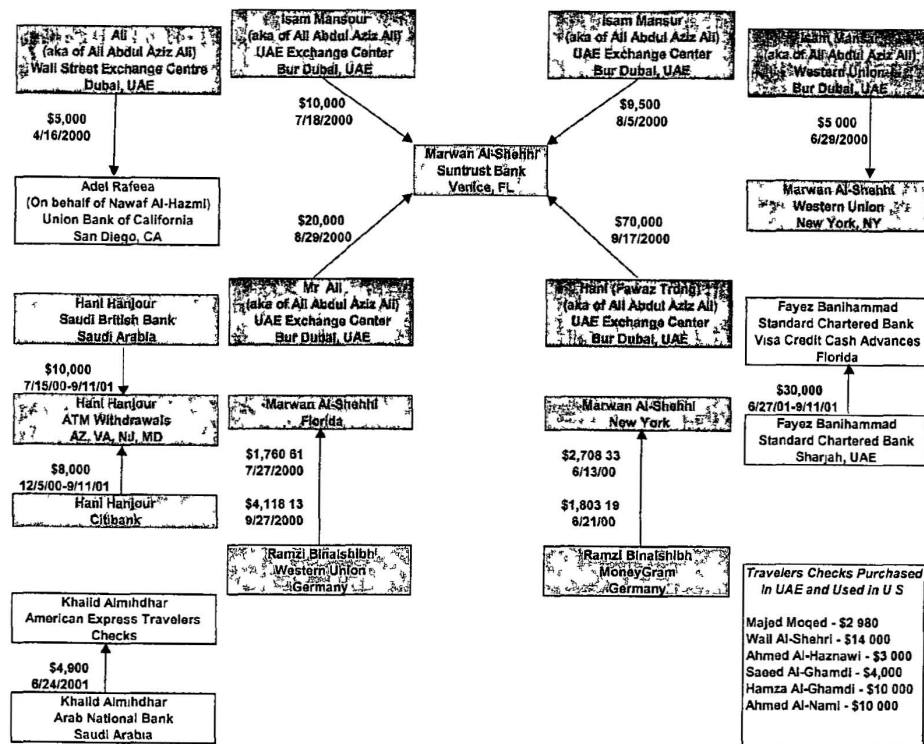 Ali
(aka of Ali Abdul Aziz Ali)
Wall Street Exchange Centre
Dubai, UAE
Isam Mansour
(aka of Ali Abdul Aziz Ali)
UAE Exchange Center
Bur Dubai, UAE
Isam Mansur
(aka of Ali Abdul Aziz Ali)
UAE Exchange Center
Bur Dubai, UAE
Isam Mansur
(aka of Ali Abdul Aziz Ali)
Western Union
Bur Dubai, UAE
$5,000
4/16/2000
$10,000
7/18/2000
$9,500
8/5/2000
$5 000
6/29/2000
Marwan Al-Shehhi
Suntrust Bank
Venice, FL
Adel Rafeea
(On behalf of Nawaf Al-Hazmi)
Union Bank of California
San Diego, CA
Marwan Al-Shehhi
Western Union
New York, NY
$20,000
8/29/2000
$70,000
9/17/2000
Mr Ali
(aka of Ali Abdul Aziz Ali)
UAE Exchange Center
Bur Dubai, UAE
Hani (Fawaz Trdng)
(aka of Ali Abdul Aziz Ali)
UAE Exchange Center
Bur Dubai, UAE
Hani Hanjour
Saudi British Bank
Saudi Arabia
$10,000
7/15/00-9/11/01
Hani Hanjour
ATM Withdrawals
AZ, VA, NJ, MD
$8,000
12/5/00-9/11/01
Hani Hanjour
Citibank
Marwan Al-Shehhi
Florida
$1,760 61
7/27/2000
$4,118 13
9/27/2000
Ramzi Binalshibh
Western Union
Germany
Marwan Al-Shehhi
New York
$2,708 33
6/13/00
$1,803 19
6/21/00
Ramzi Binalshibh
MoneyGram
Germany
Fayez Banihammad
Standard Chartered Bank
Visa Credit Cash Advances
Florida
$30,000
6/27/01-9/11/01
Fayez Banihammad
Standard Chartered Bank
Sharjah, UAE
Khalid Almihdhar
American Express Travelers
Checks
$4,900
6/24/2001
Khalid Almihdhar
Arab National Bank
Saudi Arabia
Travelers Checks Purchased
in UAE and Used in U S
Majed Moqed - $2 980
Wail Al-Shehri - $14 000
Ahmed Al-Haznawi - $3 000
Saeed Al-Ghamdi - $4,000
Hamza Al-Ghamdi - $10 000
Ahmed Al-Nami - $10 000